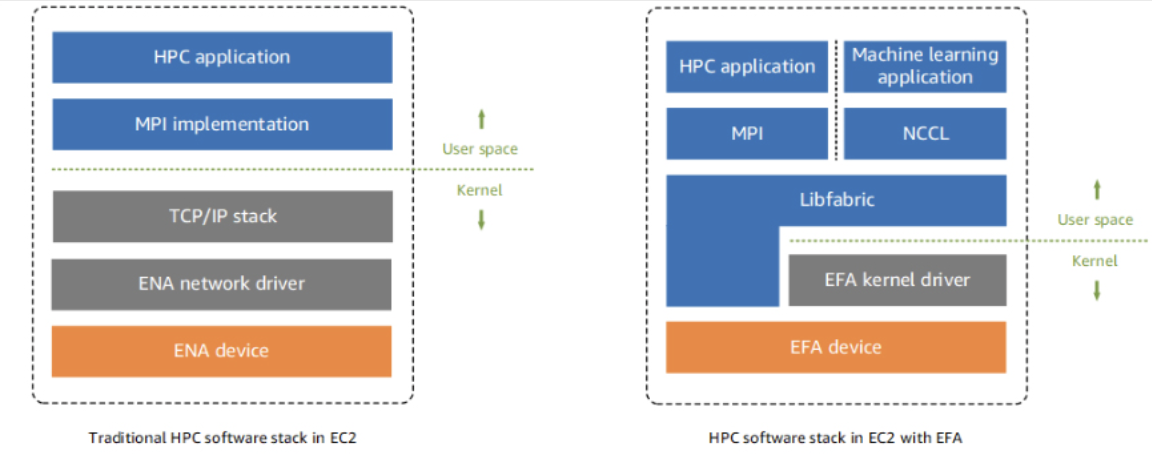 HPC application
MPI implementation
User space
Kernel
TCP/IP stack
ENA network driver
ENA device
Traditional HPC software stack in EC2
HPC application
Machine learning
application
MPI
NCCL
Libfabric
User space
Kernel
EFA kernel driver
EFA device
HPC software stack in EC2 with EFA